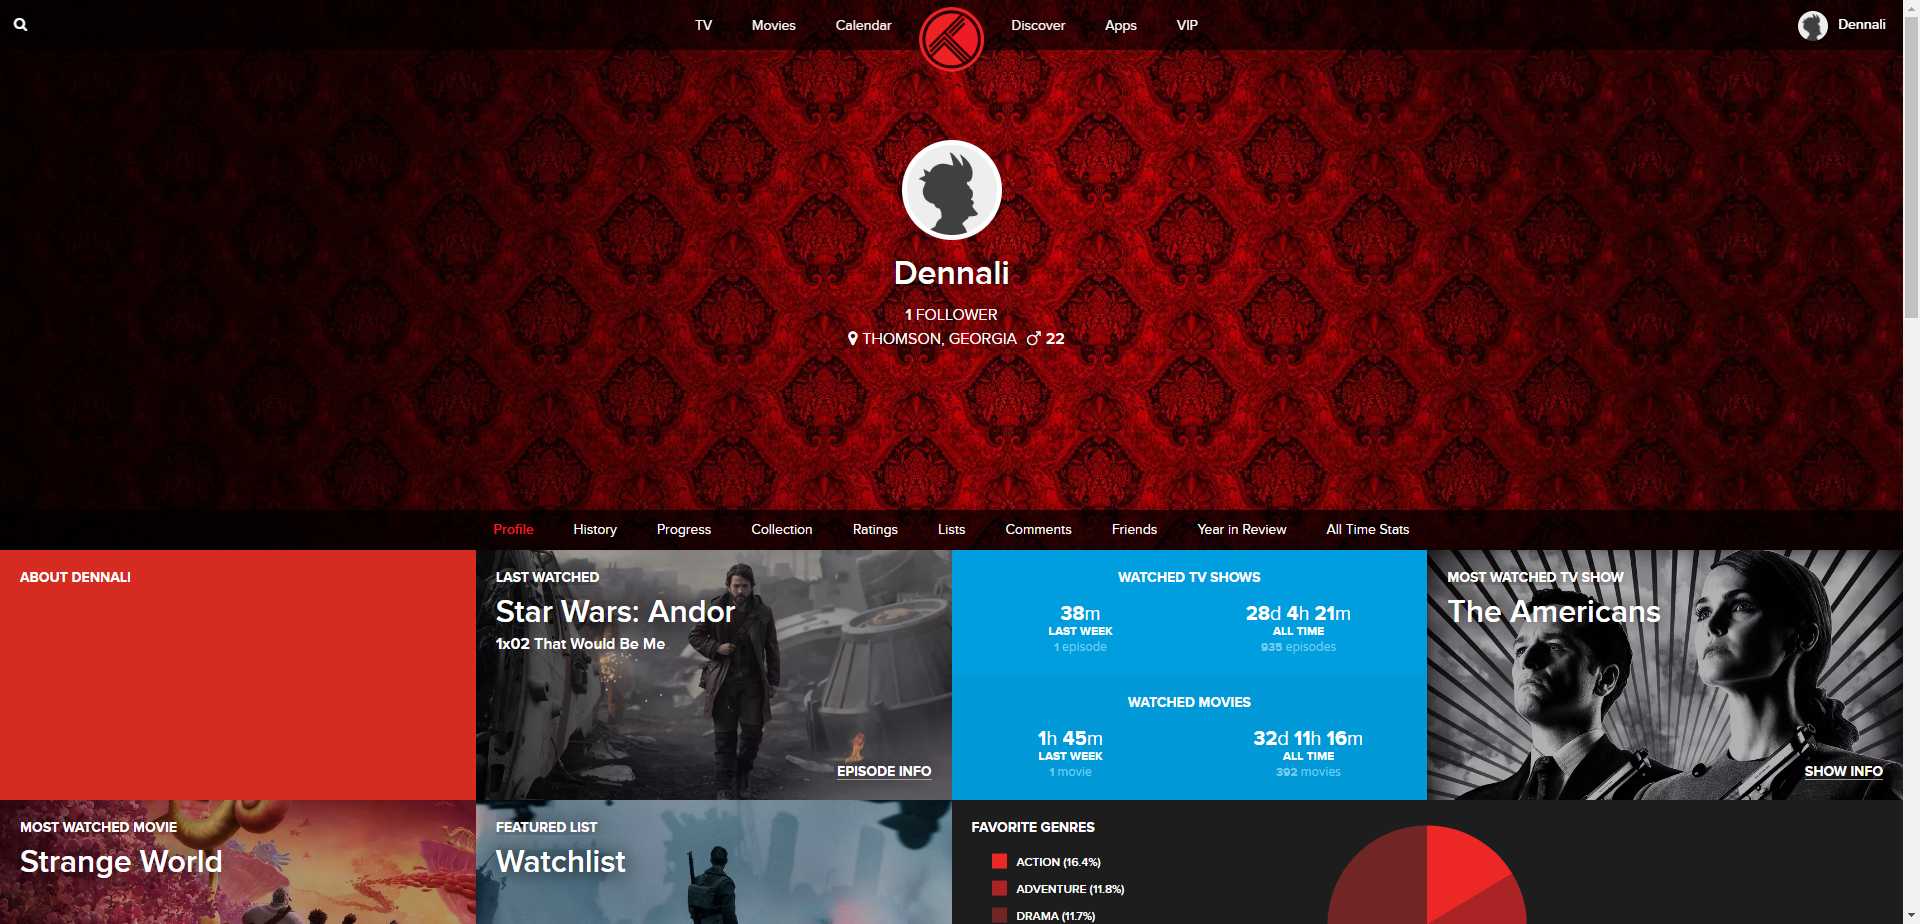 TV Movies Calendar Discover Apps VIP Dennali
Dennali
1 FOLLOWER
THOMSON, GEORGIA ♂ 22
Profile History Progress Collection Ratings Lists Comments Friends Year in Review All Time Stats
ABOUT DENNALI
LAST WATCHED
Star Wars: Andor
1x02 That Would Be Me
EPISODE INFO
WATCHED TV SHOWS
38m 28d 4h 21m
LAST WEEK ALL TIME
1 episode 935 episodes
WATCHED MOVIES
1h 45m 32d 11h 16m
LAST WEEK ALL TIME
1 movie 392 movies
MOST WATCHED TV SHOW
The Americans
SHOW INFO
MOST WATCHED MOVIE
Strange World
FEATURED LIST
Watchlist
FAVORITE GENRES
ACTION (16.4%)
ADVENTURE (11.8%)
DRAMA (11.7%)